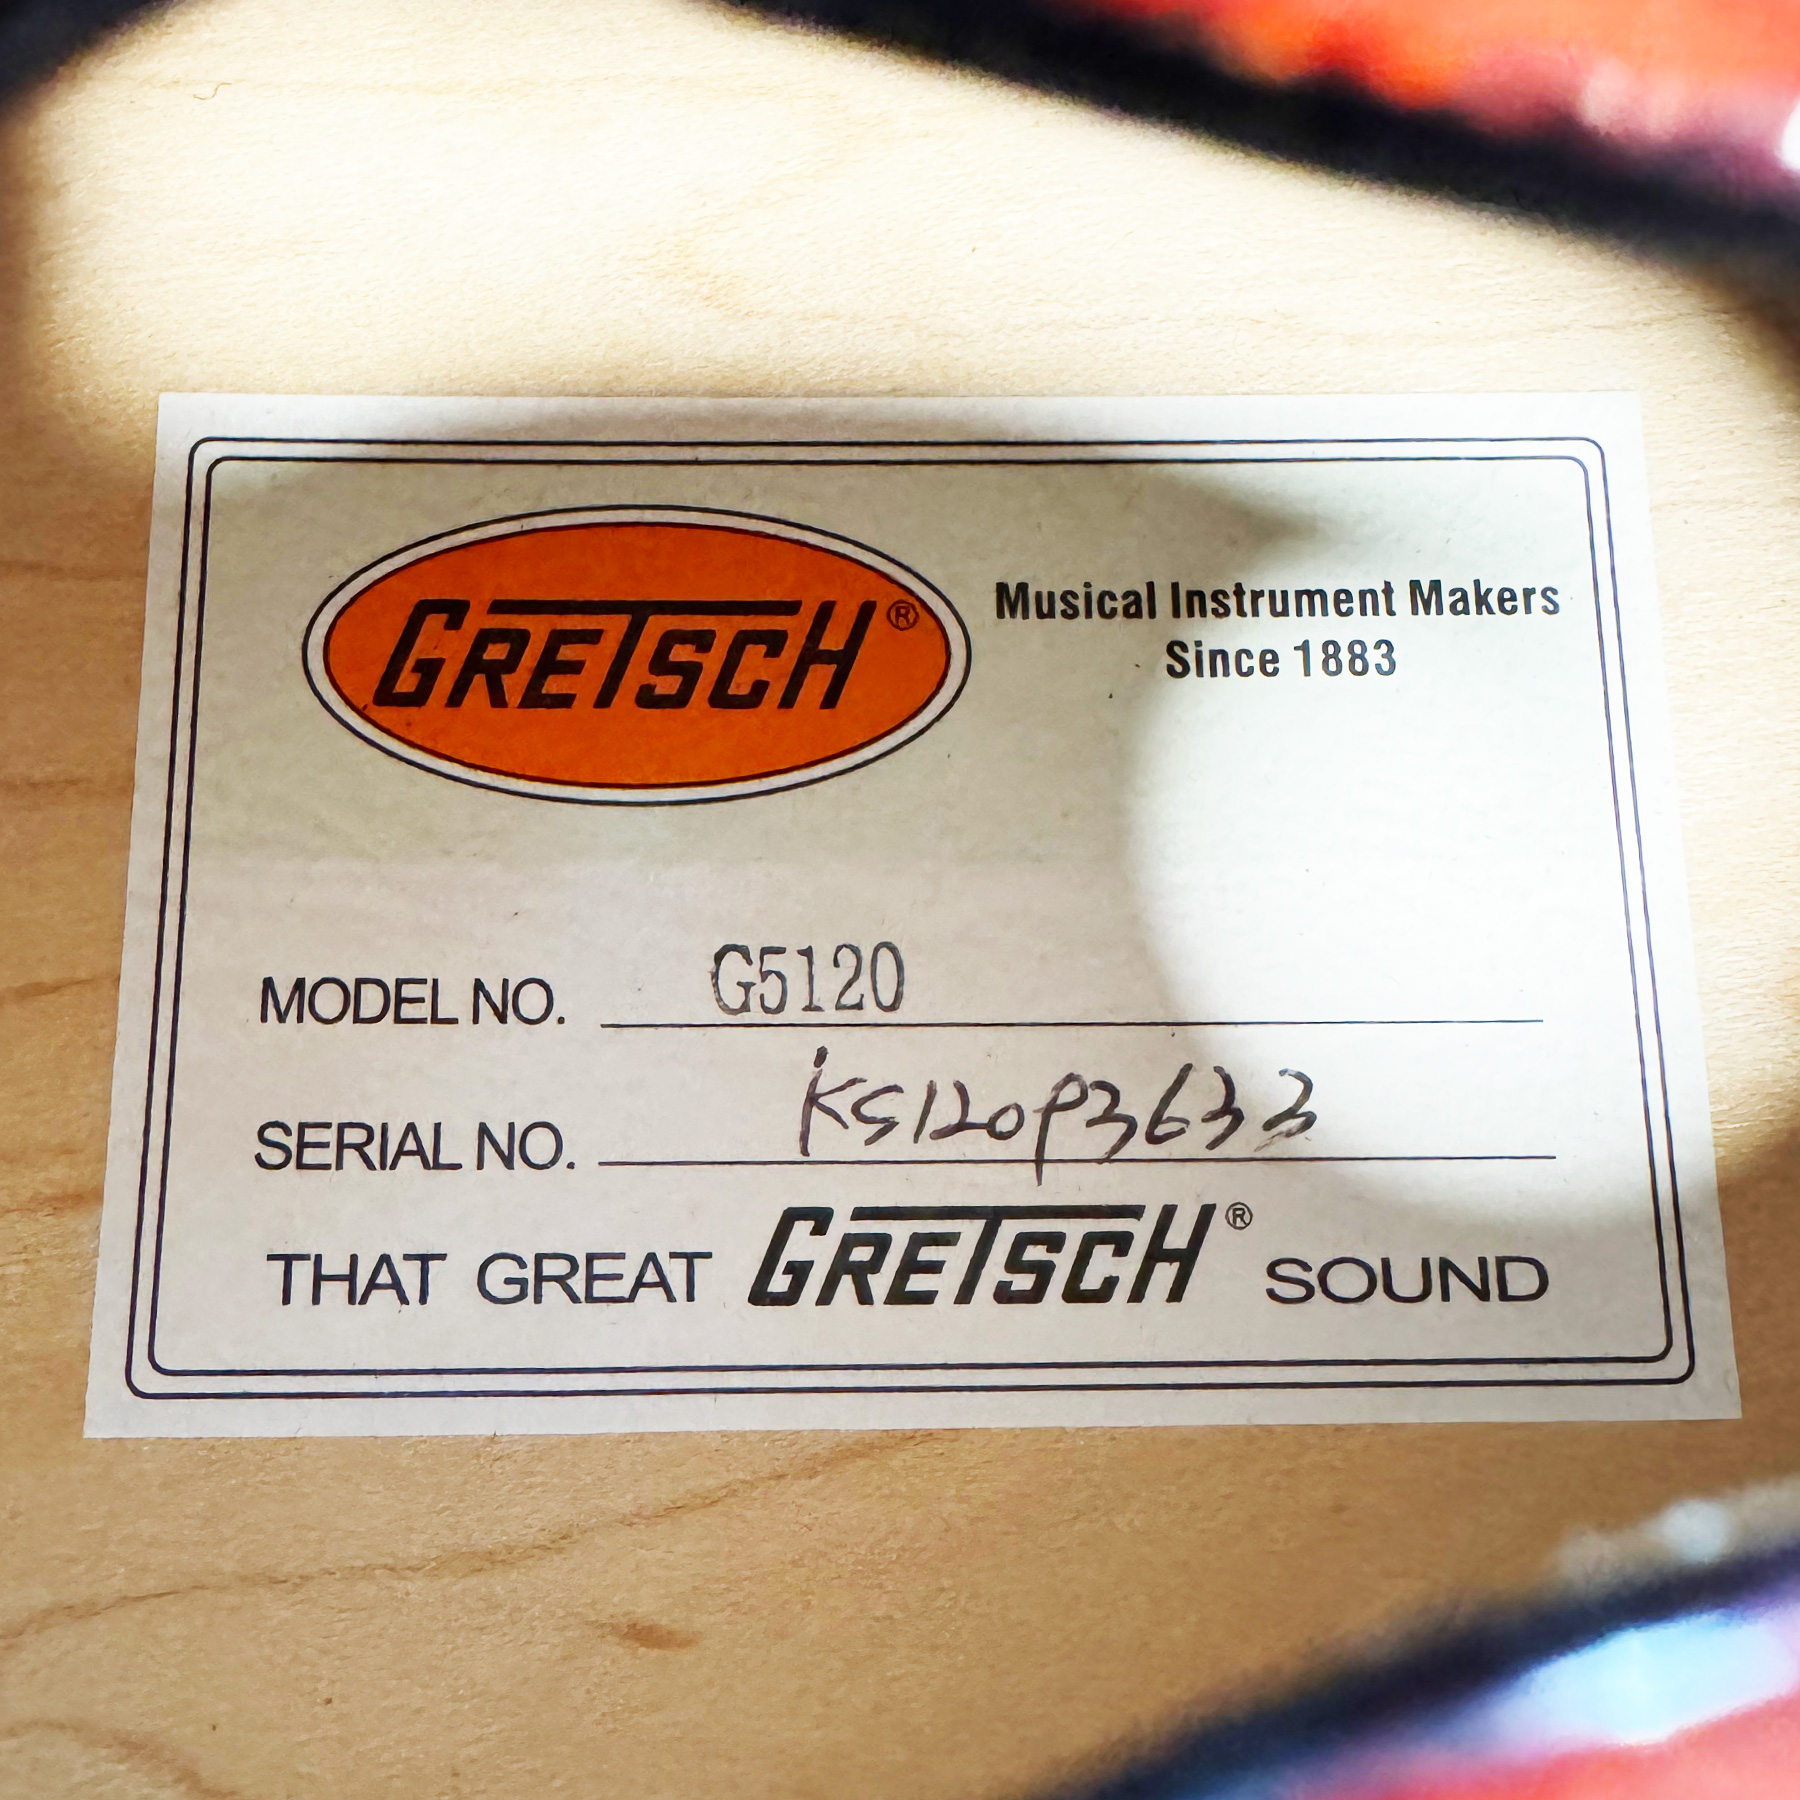 GRETSCH®
Musical Instrument Makers
Since 1883
MODEL NO. G5120
SERIAL NO. KS120P3633
THAT GREAT GRETSCH® SOUND